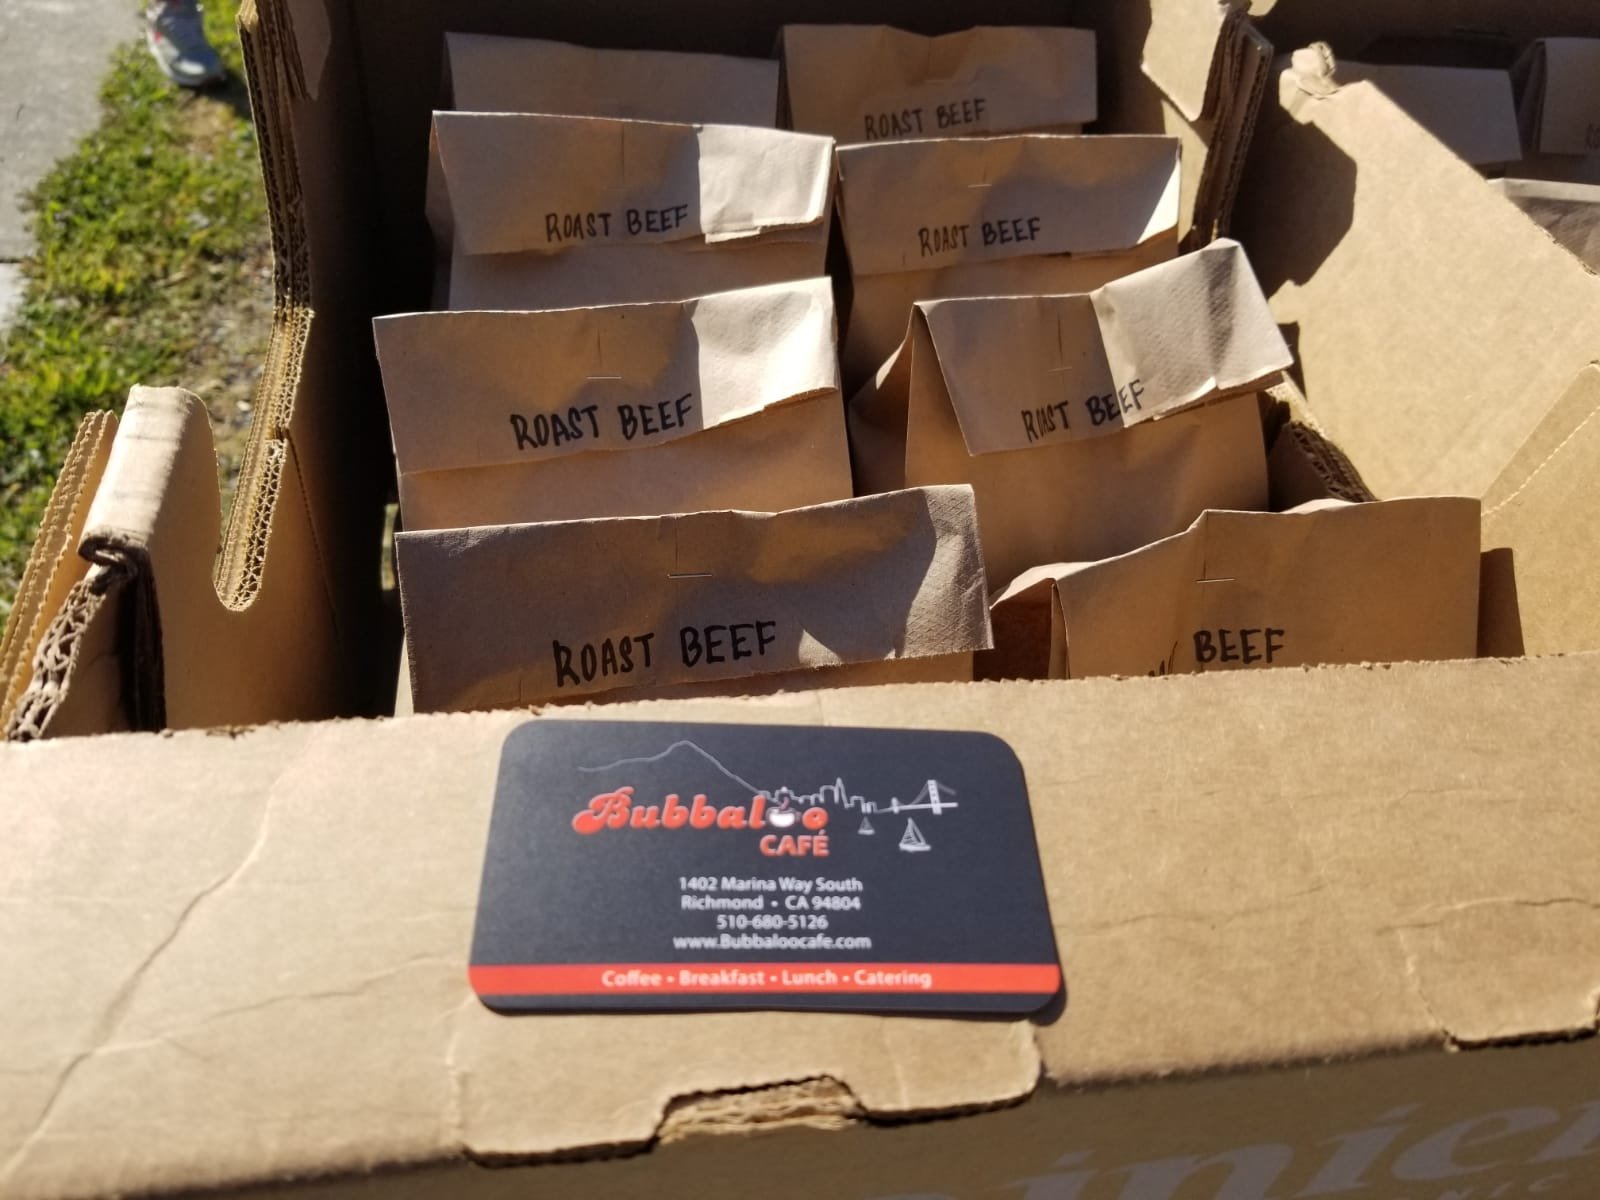 ROAST BEEF
ROAST BEEF
ROAST BEEF
ROAST BEEF
ROAST BEEF
ROAST BEEF
BEEF
Bubbaloo
CAFÉ
1402 Marina Way South
Richmond • CA 94804
510-680-5126
www.Bubbaloocafe.com
Coffee • Breakfast • Lunch • Catering